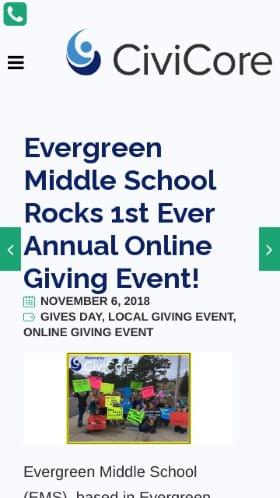 CiviCore
Evergreen
Middle School
Rocks 1st Ever
Annual Online
Giving Event!
NOVEMBER 6, 2018
GIVES DAY, LOCAL GIVING EVENT,
ONLINE GIVING EVENT
Powered by
CiviCore
Evergreen Middle School
(EMS), based in Evergreen